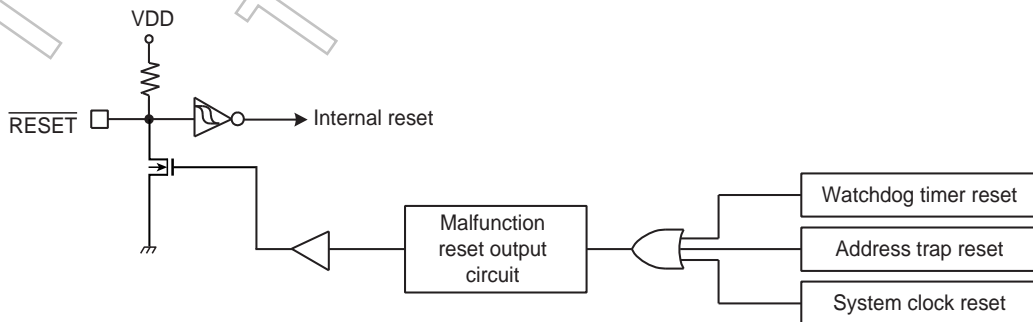 VDD
RESET
Internal reset
Malfunction
reset output
circuit
Watchdog timer reset
Address trap reset
System clock reset